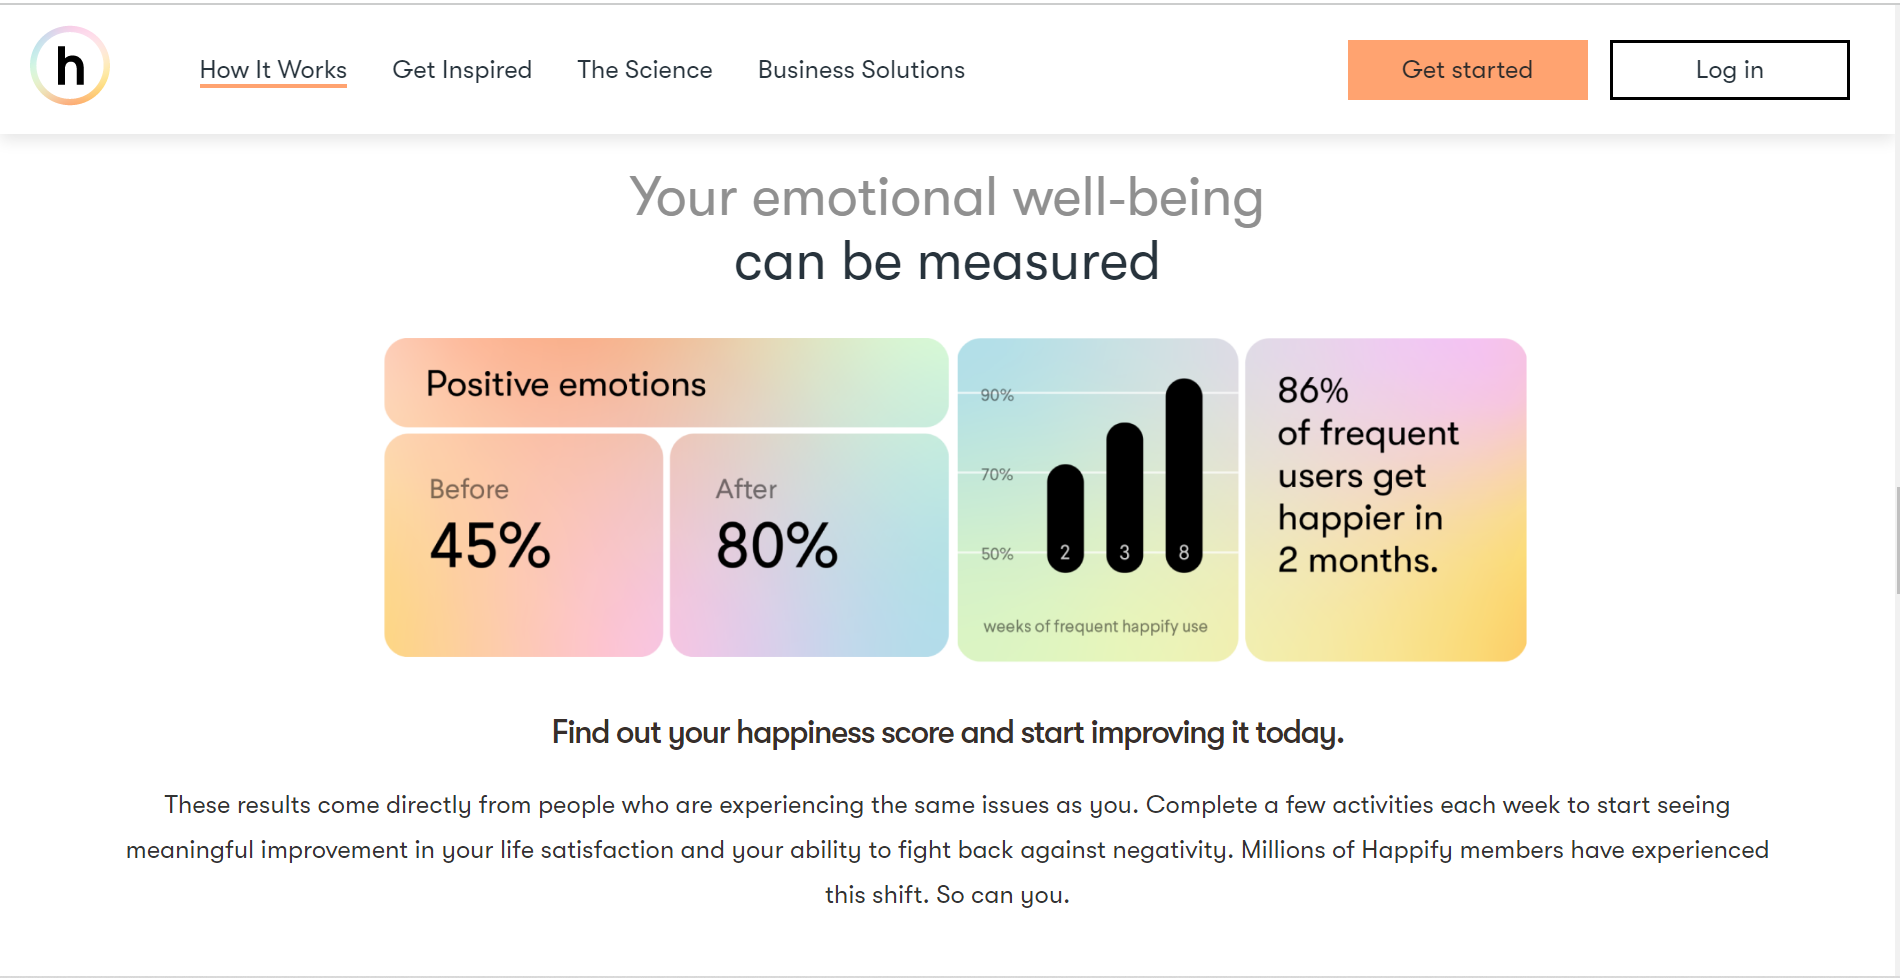 h
How It Works
Get Inspired
The Science
Business Solutions
Get started
Log in
Your emotional well-being
can be measured
Positive emotions
Before
45%
After
80%
90%
70%
50%
2
3
8
weeks of frequent happify use
86%
of frequent
users get
happier in
2 months.
Find out your happiness score and start improving it today.
These results come directly from people who are experiencing the same issues as you. Complete a few activities each week to start seeing
meaningful improvement in your life satisfaction and your ability to fight back against negativity. Millions of Happify members have experienced
this shift. So can you.